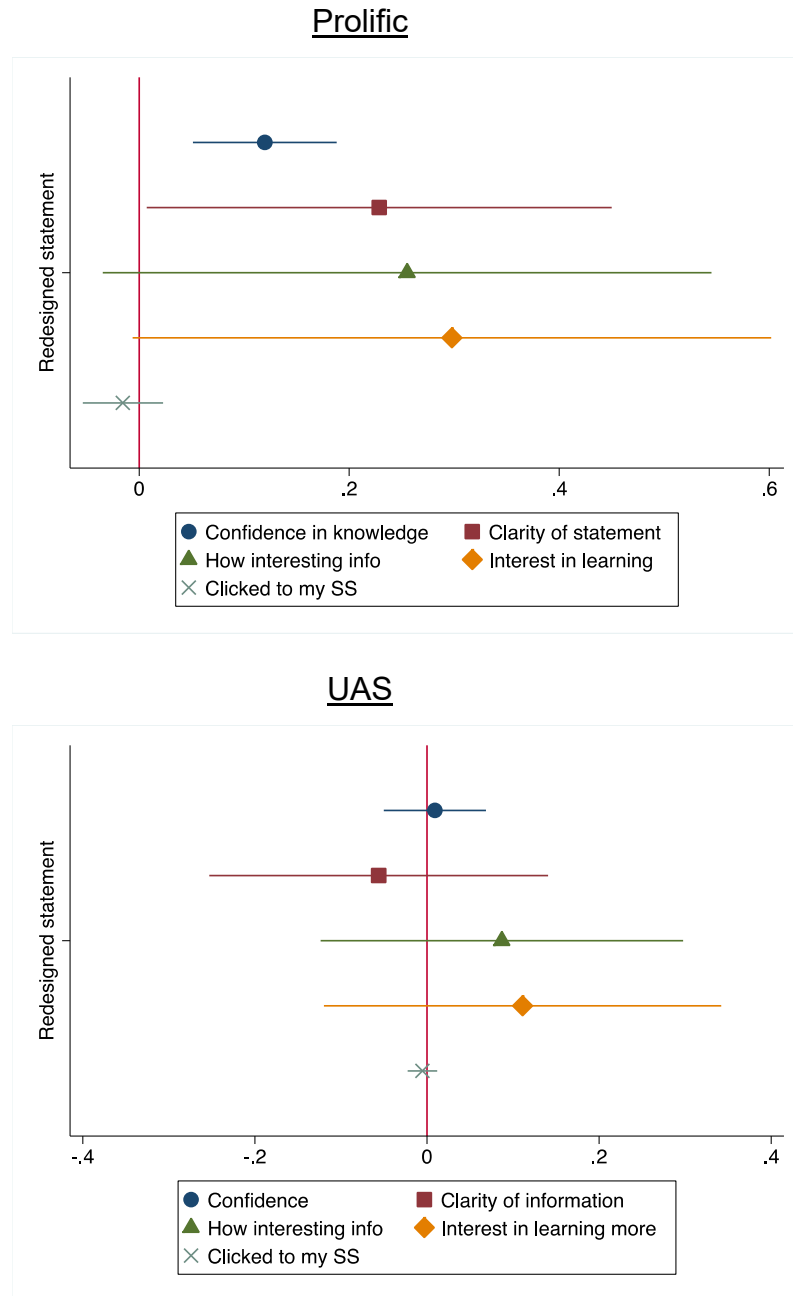 Prolific
Redesigned statement
0 .2 .4 .6
Confidence in knowledge Clarity of statement
How interesting info Interest in learning
Clicked to my SS
UAS
Redesigned statement
-.4 -.2 0 .2 .4
Confidence Clarity of information
How interesting info Interest in learning more
Clicked to my SS